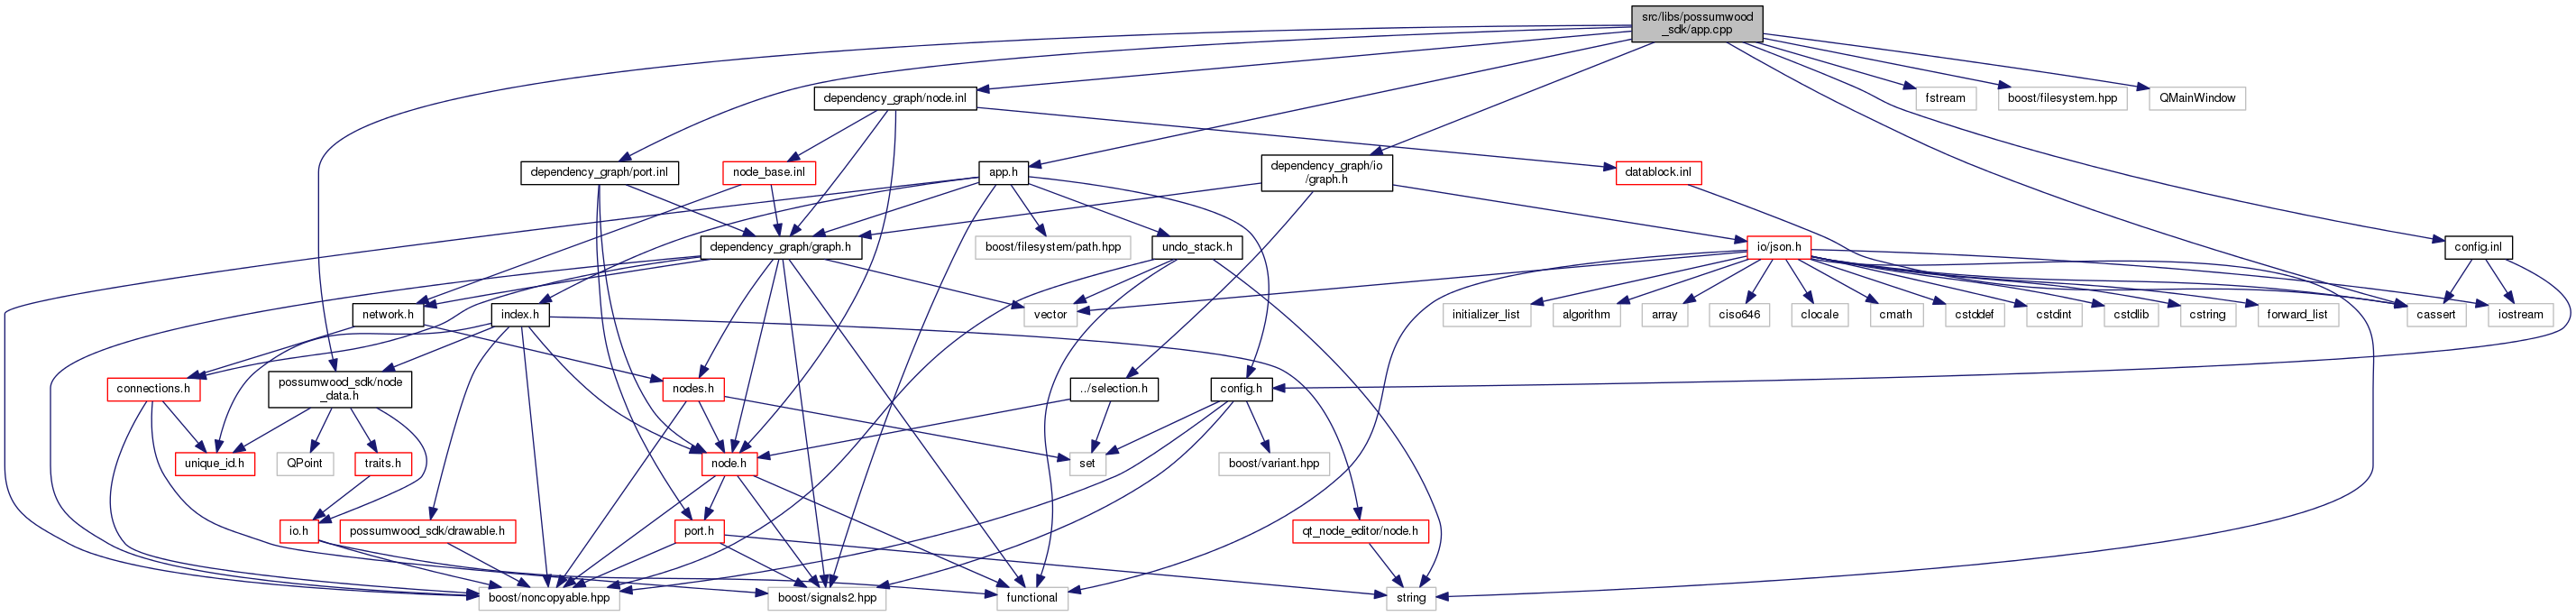 src/libs/possumwood
_sdk/app.cpp
dependency_graph/node.inl
fstream
boost/filesystem.hpp
QMainWindow
dependency_graph/port.inl
node_base.inl
app.h
dependency_graph/io
/graph.h
datablock.inl
dependency_graph/graph.h
boost/filesystem/path.hpp
undo_stack.h
io/json.h
config.inl
network.h
index.h
vector
initializer_list
algorithm
array
ciso646
clocale
cmath
cstddef
cstdint
cstdlib
cstring
forward_list
cassert
iostream
connections.h
possumwood_sdk/node
_data.h
nodes.h
../selection.h
config.h
unique_id.h
QPoint
traits.h
node.h
set
boost/variant.hpp
io.h
possumwood_sdk/drawable.h
port.h
qt_node_editor/node.h
boost/noncopyable.hpp
boost/signals2.hpp
functional
string